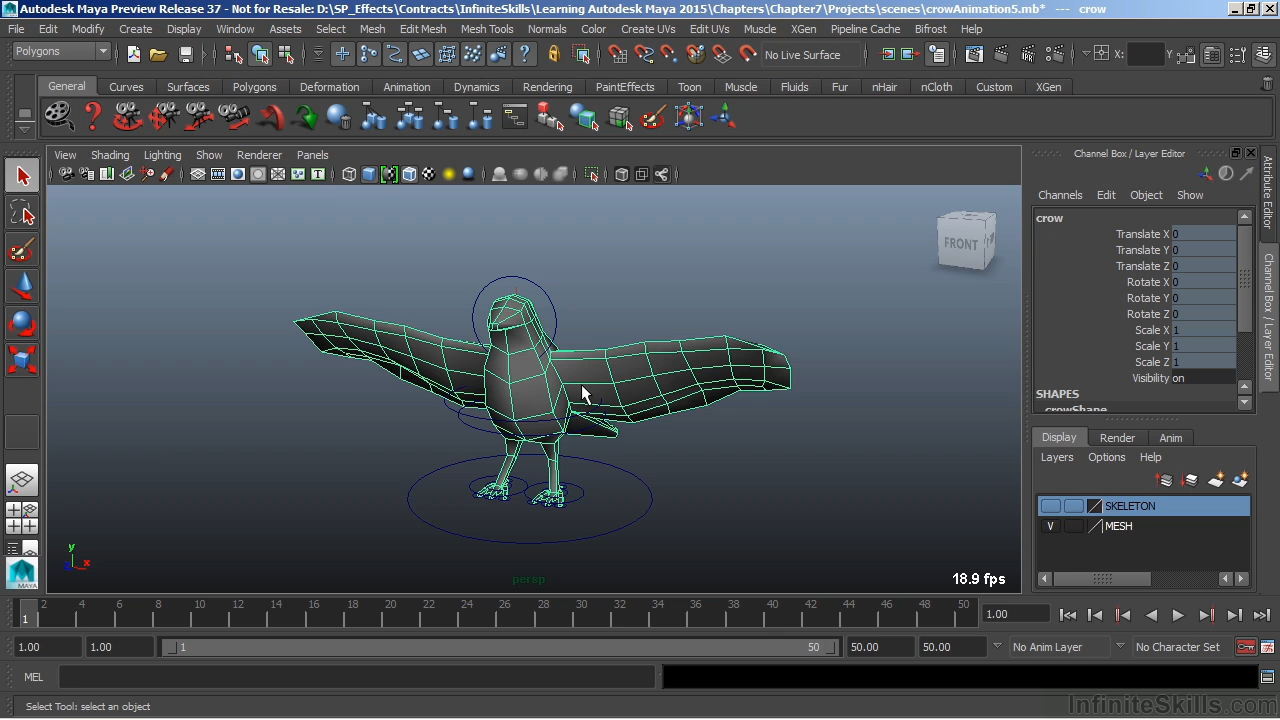 Autodesk Maya Preview Release 37 - Not for Resale: D:\SP_Effects\Contracts\InfiniteSkills\Learning Autodesk Maya 2015\Chapters\Chapter7\Projects\scenes\crowAnimation5.mb* --- crow
File Edit Modify Create Display Window Assets Select Mesh Edit Mesh Mesh Tools Normals Color Create UVs Edit UVs Muscle XGen Pipeline Cache Bifrost Help
Polygons No Live Surface X: Y
General Curves Surfaces Polygons Deformation Animation Dynamics Rendering PaintEffects Toon Muscle Fluids Fur nHair nCloth Custom XGen
View Shading Lighting Show Renderer Panels
Channel Box / Layer Editor
Channels Edit Object Show
crow
Translate X 0
Translate Y 0
Translate Z 0
Rotate X 0
Rotate Y 0
Rotate Z 0
Scale X 1
Scale Y 1
Scale Z 1
Visibility on
SHAPES
crowShape
Attribute Editor
Channel Box / Layer Editor
FRONT
Display Render Anim
Layers Options Help
SKELETON
V MESH
y
x
persp
18.9 fps
2 4 6 8 10 12 14 16 18 20 22 24 26 28 30 32 34 36 38 40 42 44 46 48 50
1 1.00
1.00 1.00 1 50 50.00 50.00 No Anim Layer No Character Set
MEL
Select Tool: select an object
InfiniteSkills.com
MAYA